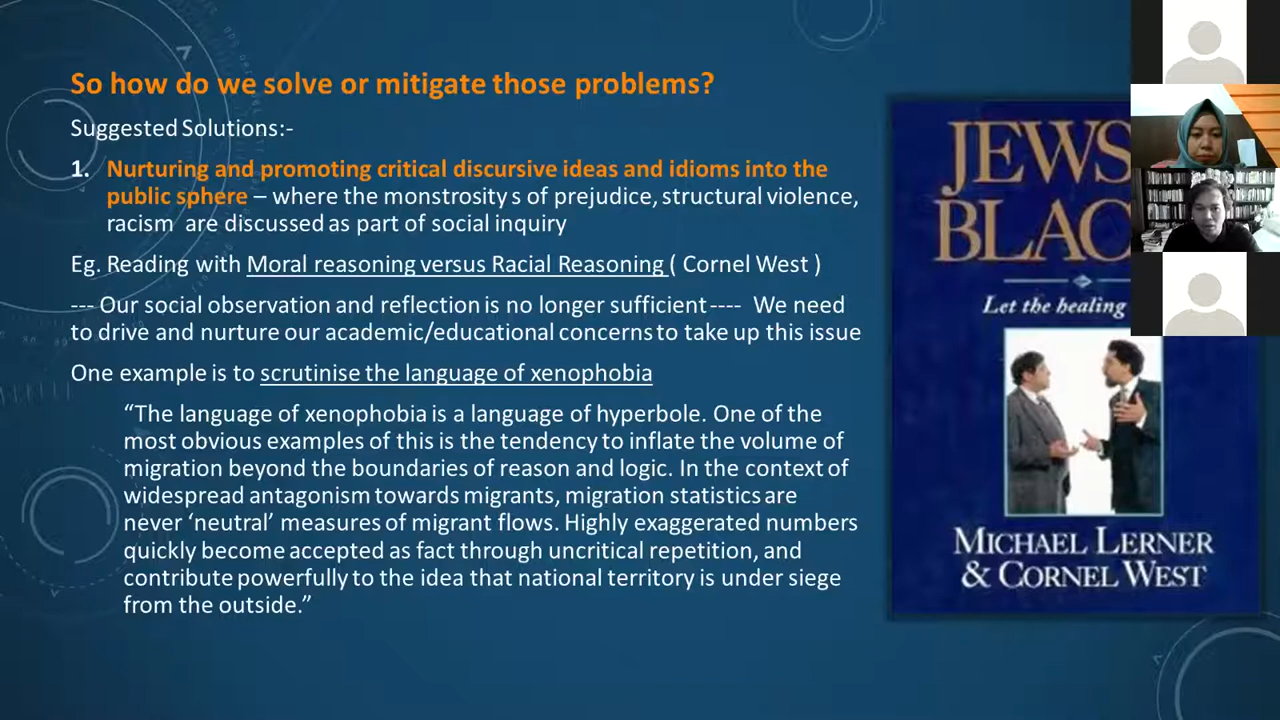 So how do we solve or mitigate those problems?
Suggested Solutions:-
1. Nurturing and promoting critical discursive ideas and idioms into the
public sphere – where the monstrosity s of prejudice, structural violence,
racism are discussed as part of social inquiry
Eg. Reading with Moral reasoning versus Racial Reasoning ( Cornel West )
--- Our social observation and reflection is no longer sufficient ---- We need
to drive and nurture our academic/educational concerns to take up this issue
One example is to scrutinise the language of xenophobia
“The language of xenophobia is a language of hyperbole. One of the
most obvious examples of this is the tendency to inflate the volume of
migration beyond the boundaries of reason and logic. In the context of
widespread antagonism towards migrants, migration statistics are
never ‘neutral’ measures of migrant flows. Highly exaggerated numbers
quickly become accepted as fact through uncritical repetition, and
contribute powerfully to the idea that national territory is under siege
from the outside.”
JEWS
BLAC
Let the healing
MICHAEL LERNER
& CORNEL WEST